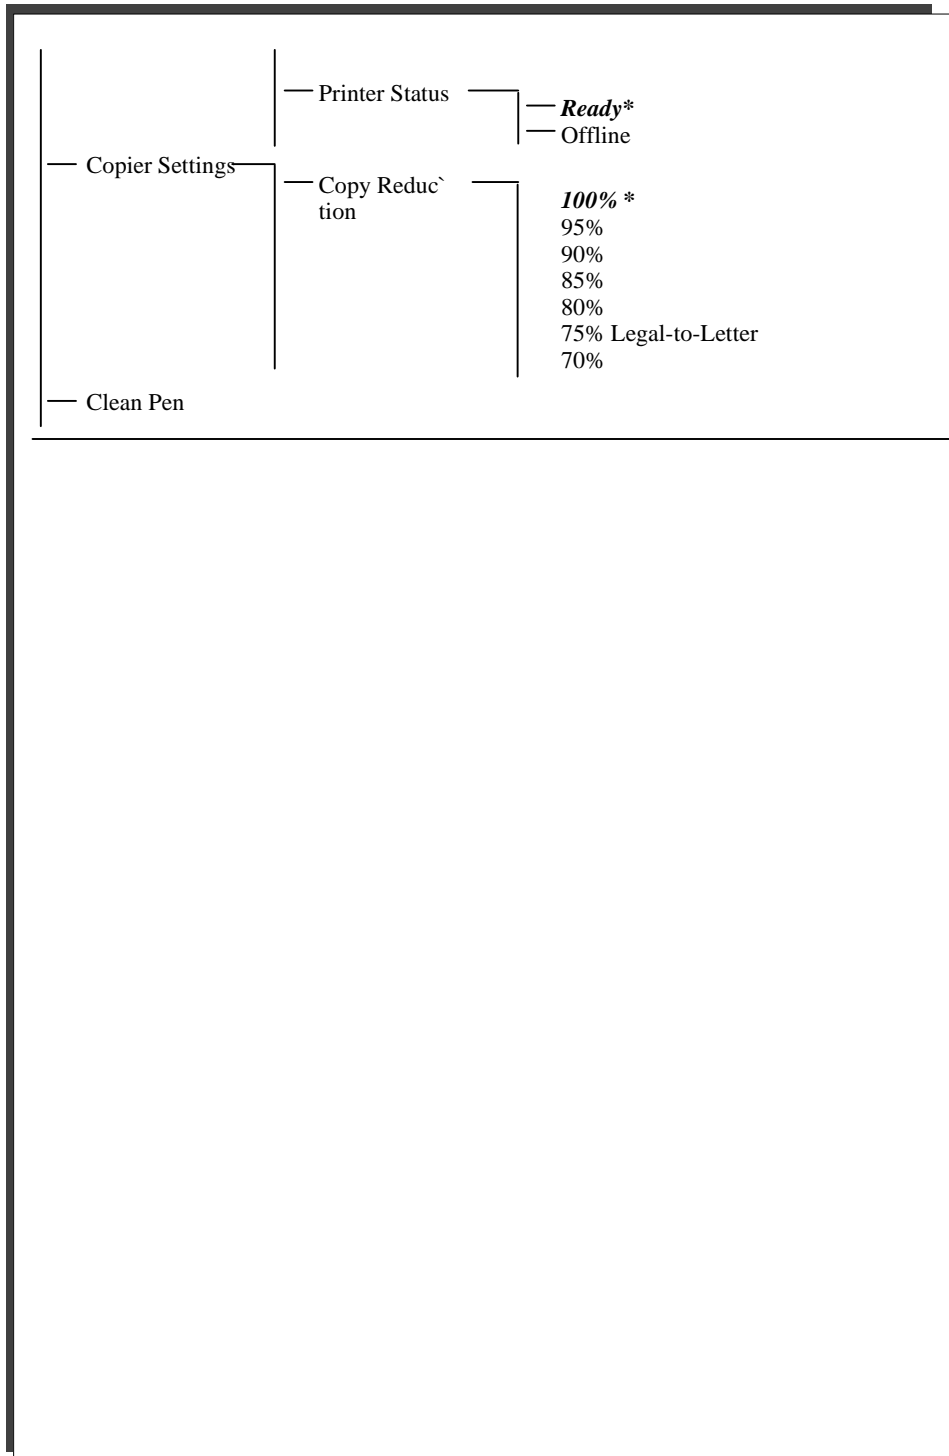 Printer Status
Ready*
Offline
Copier Settings
Copy Reduc`
tion
100% *
95%
90%
85%
80%
75% Legal-to-Letter
70%
Clean Pen